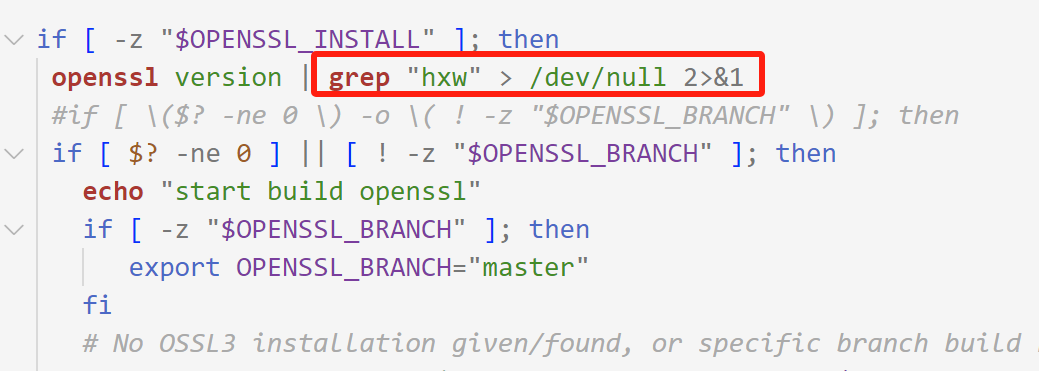 if [ -z "$OPENSSL_INSTALL" ]; then
openssl version | grep "hxw" > /dev/null 2>&1
#if [ \($? -ne 0 \) -o \( ! -z "$OPENSSL_BRANCH" \) ]; then
if [ $? -ne 0 ] || [ ! -z "$OPENSSL_BRANCH" ]; then
echo "start build openssl"
if [ -z "$OPENSSL_BRANCH" ]; then
export OPENSSL_BRANCH="master"
fi
# No OSSL3 installation given/found, or specific branch build